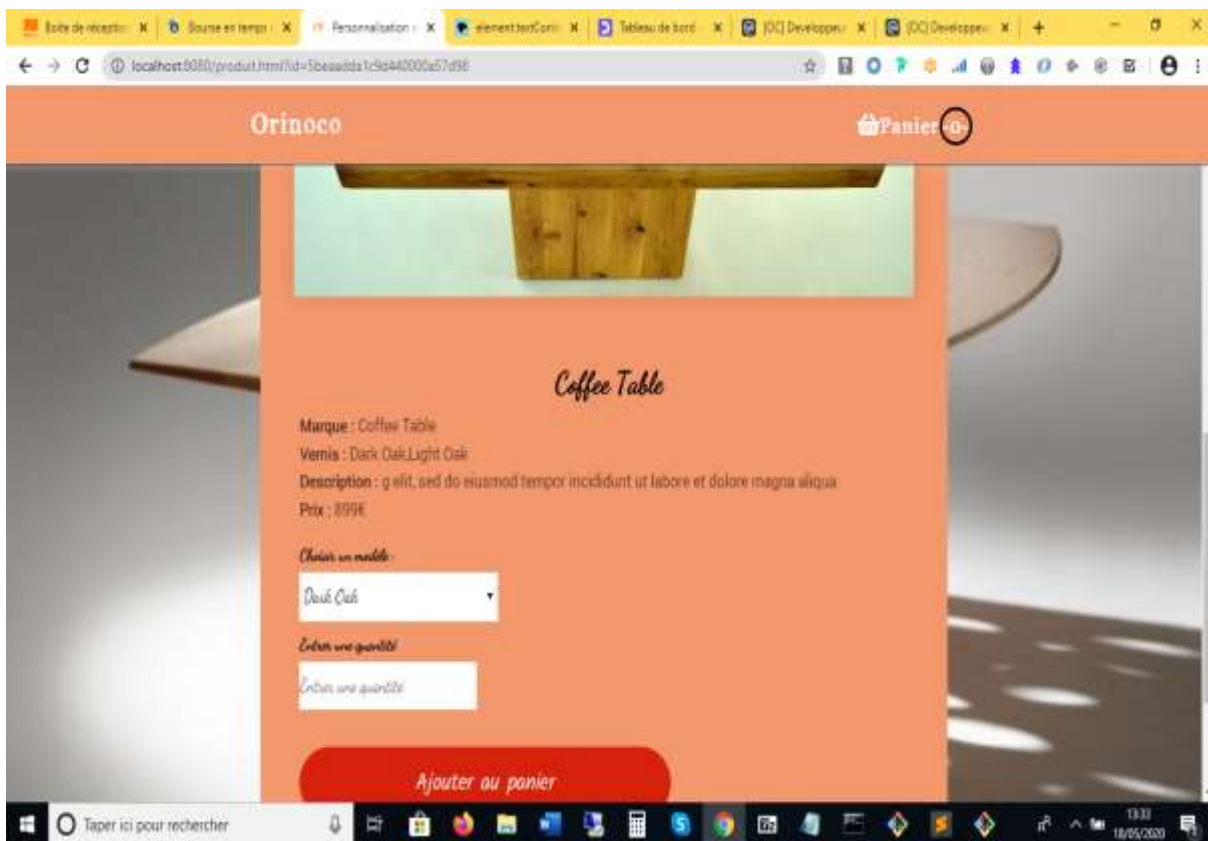 Boite de réceptio
Bourse en temps
Personnalisation
element.textCont
Tableau de bord
[OC] Developpeu
[OC] Developpeu
localhost:8080/produit.html?id=5beaadda1c9d440000a57d98
Orinoco
Panier -0-
Coffee Table
Marque : Coffee Table
Vernis : Dark Oak,Light Oak
Description : g elit, sed do eiusmod tempor incididunt ut labore et dolore magna aliqua
Prix : 899€
Choisir un modèle :
Dark Oak
Entrer une quantité
Entrer une quantité
Ajouter au panier
Taper ici pour rechercher
13:33
18/05/2020